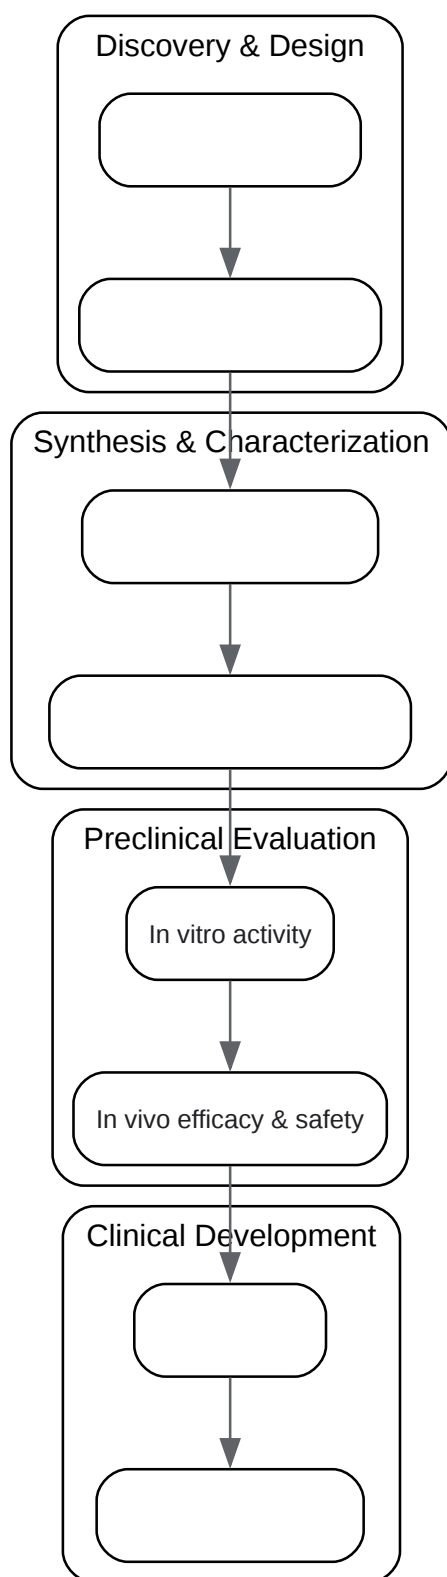 Discovery & Design
Synthesis & Characterization
Preclinical Evaluation
In vitro activity
In vivo efficacy & safety
Clinical Development